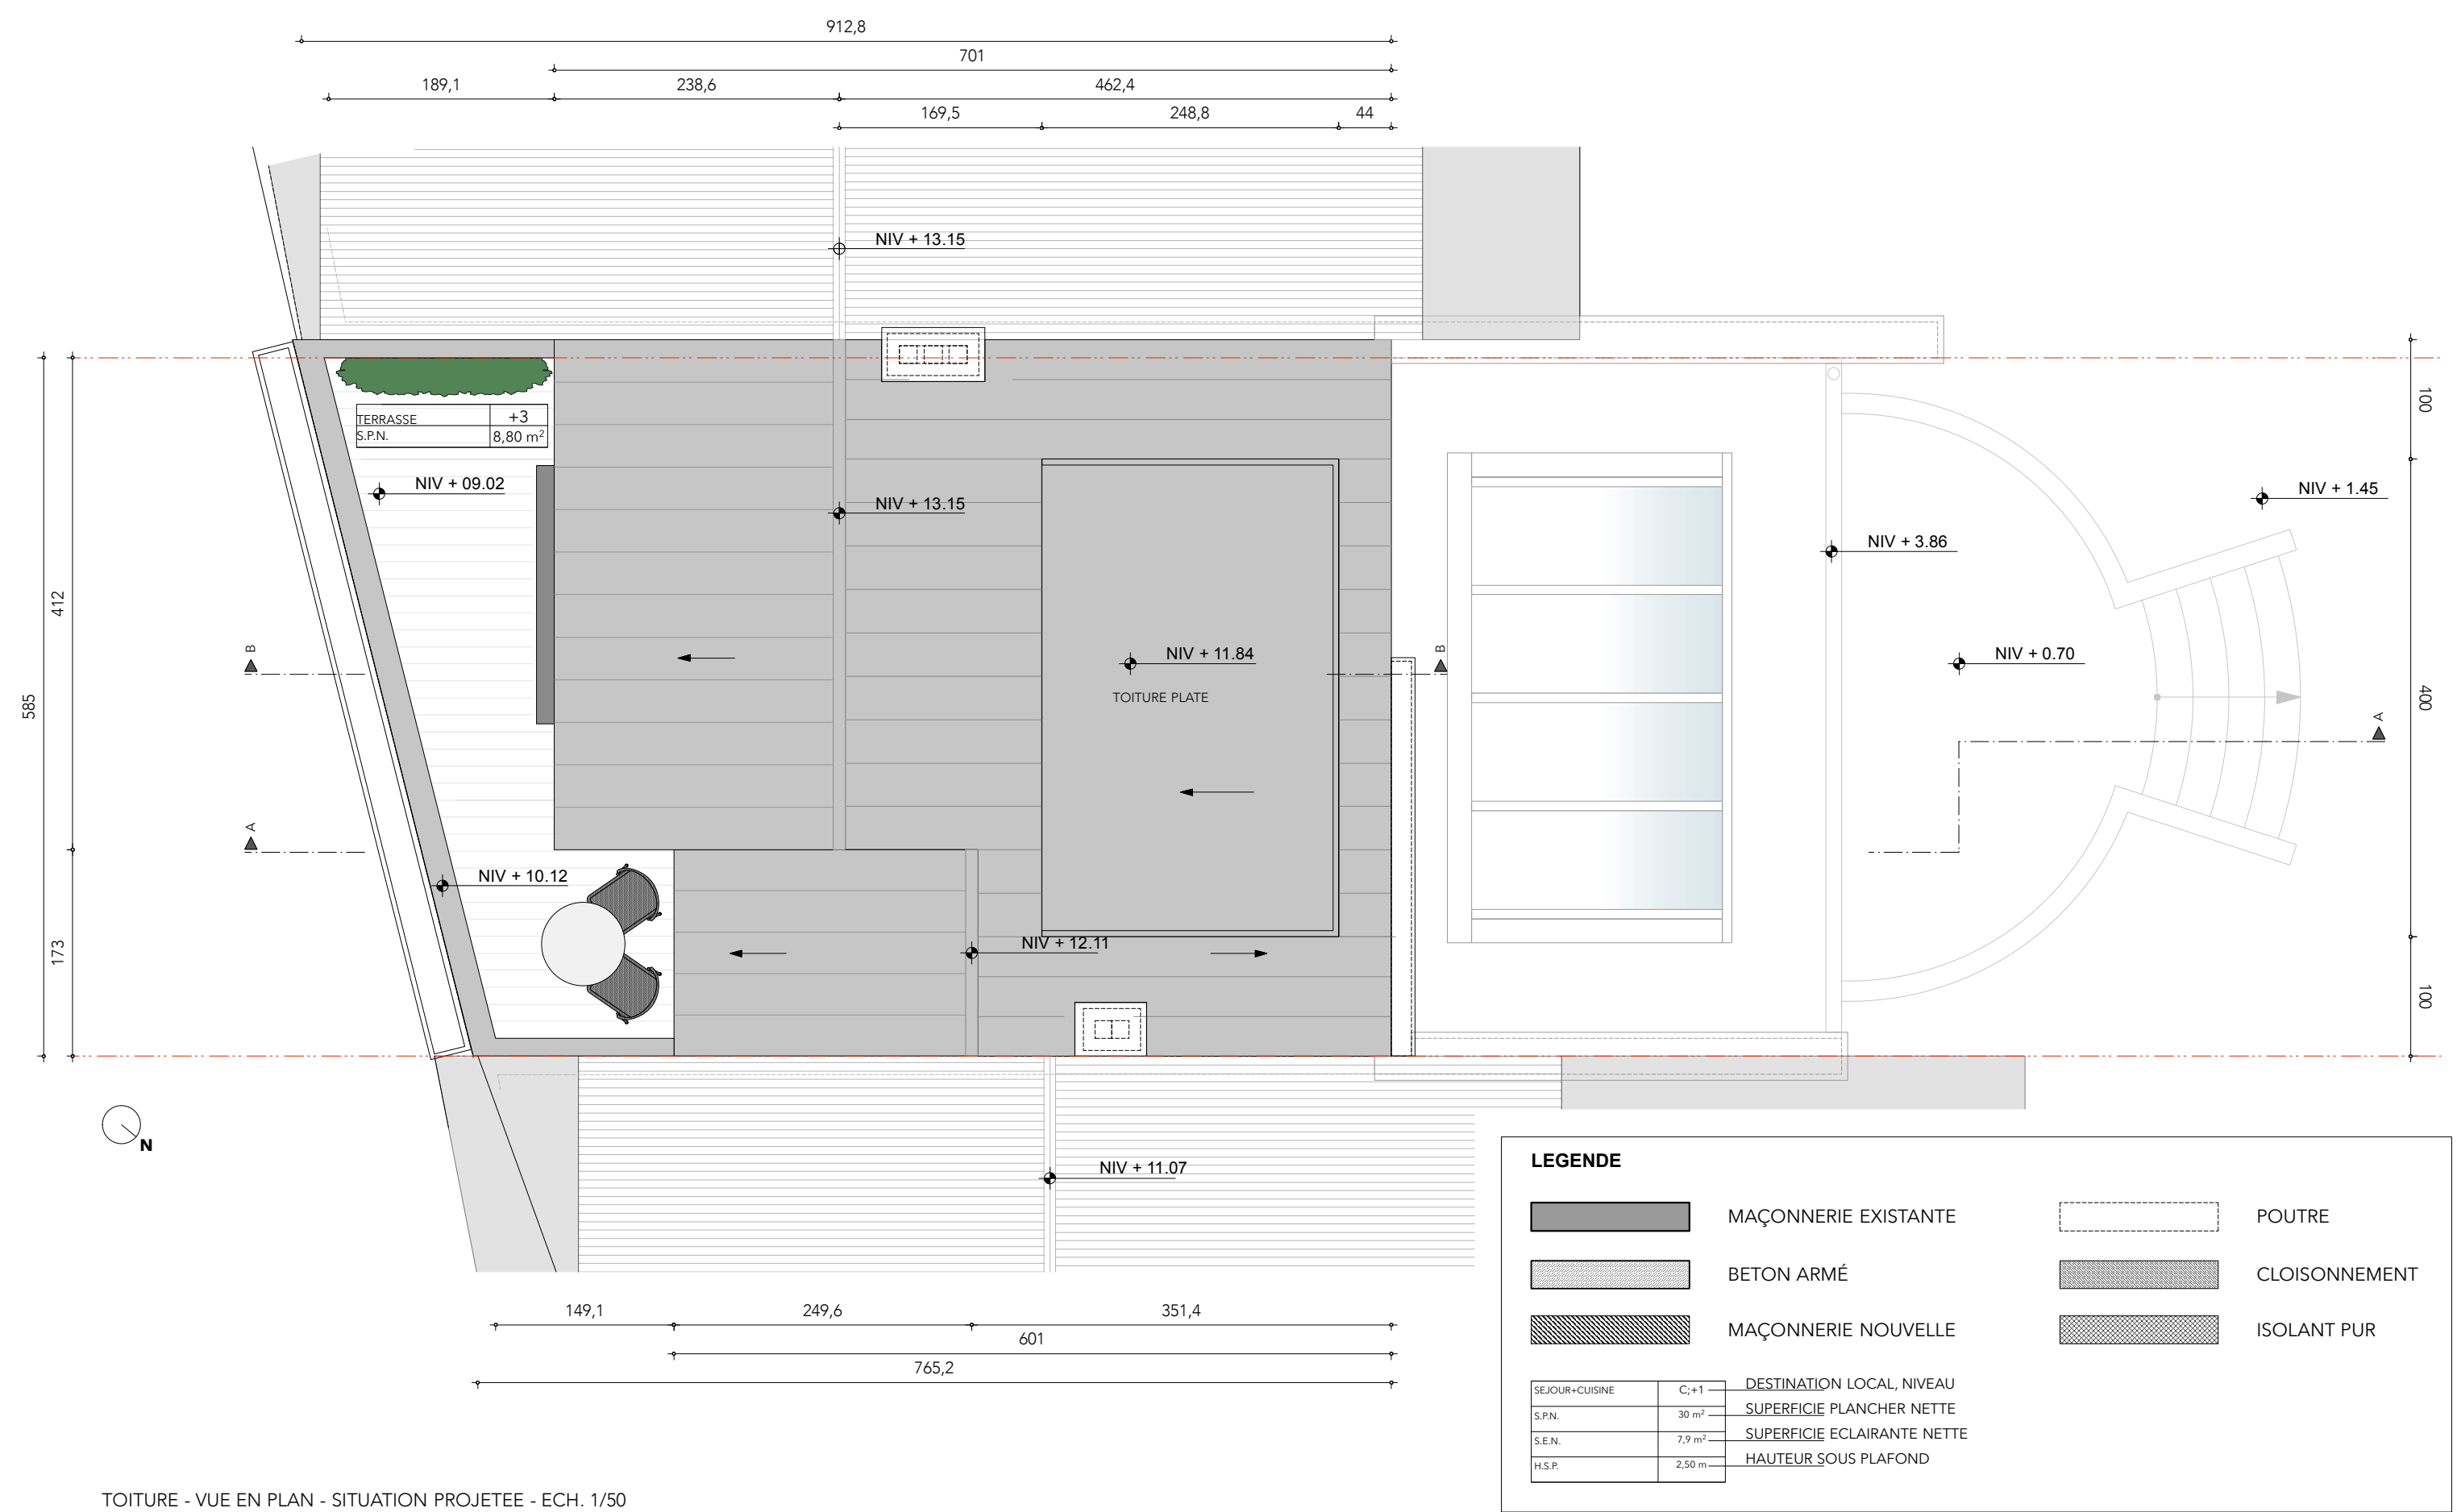 912,8
701
189,1 238,6 462,4
169,5 248,8 44
NIV + 13.15
TERRASSE +3
S.P.N. 8,80 m²
100
NIV + 09.02
NIV + 1.45
NIV + 13.15
NIV + 3.86
412
B
B
NIV + 11.84
NIV + 0.70
TOITURE PLATE
585
400
A
A
NIV + 10.12
173
NIV + 12.11
100
N
NIV + 11.07
LEGENDE
MAÇONNERIE EXISTANTE
POUTRE
BETON ARMÉ
CLOISONNEMENT
MAÇONNERIE NOUVELLE
ISOLANT PUR
149,1 249,6 351,4
601
765,2
SEJOUR+CUISINE C;+1 DESTINATION LOCAL, NIVEAU
S.P.N. 30 m² SUPERFICIE PLANCHER NETTE
S.E.N. 7,9 m² SUPERFICIE ECLAIRANTE NETTE
H.S.P. 2,50 m HAUTEUR SOUS PLAFOND
TOITURE - VUE EN PLAN - SITUATION PROJETEE - ECH. 1/50